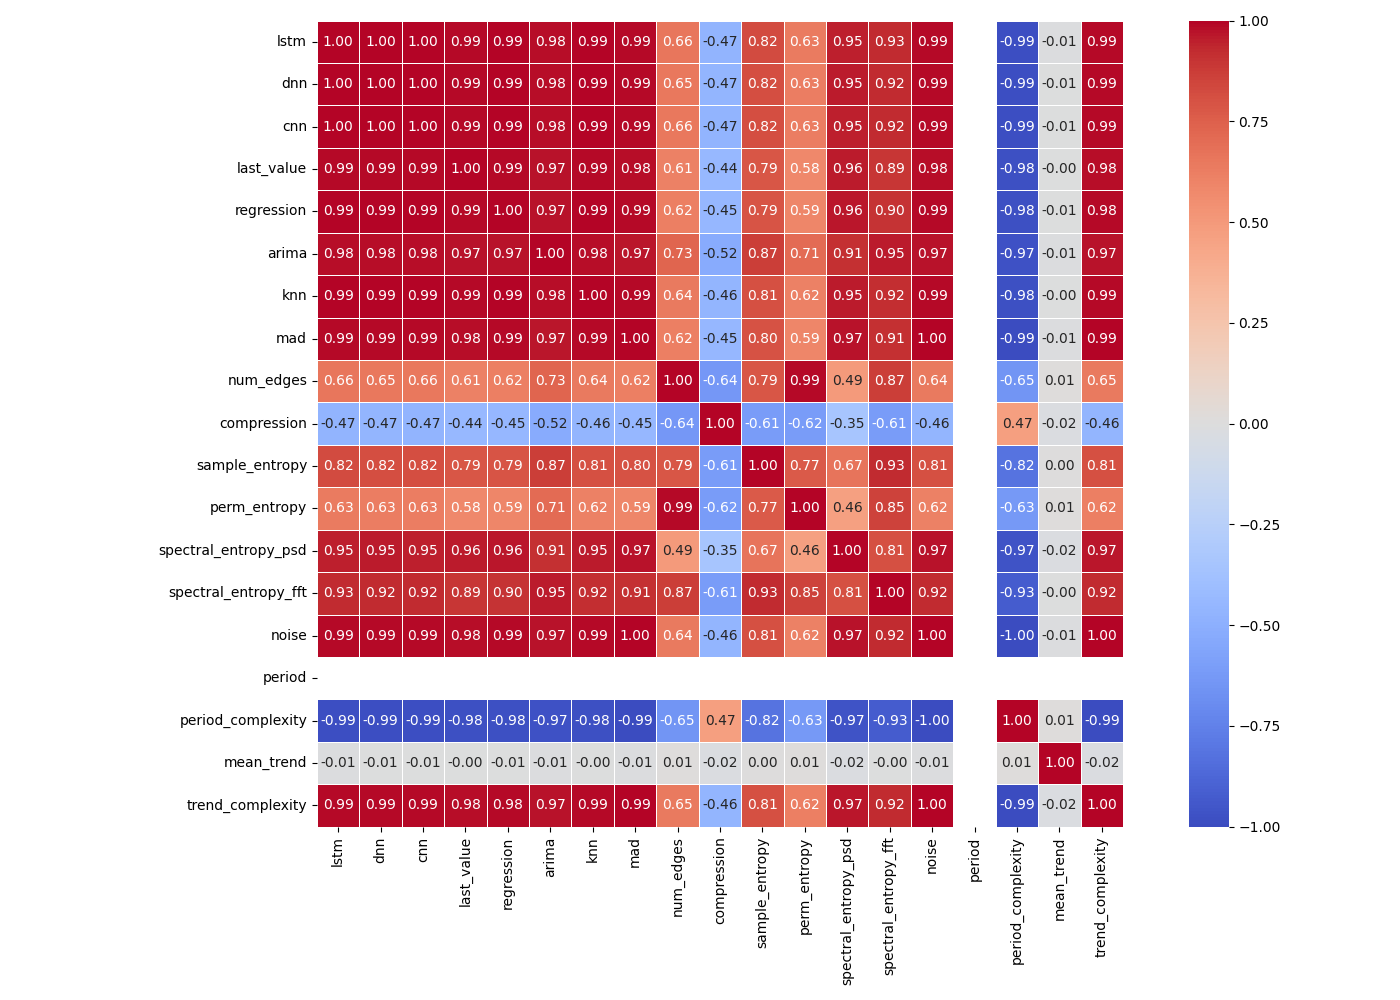 lstm 1.00 1.00 1.00 0.99 0.99 0.98 0.99 0.99 0.66 -0.47 0.82 0.63 0.95 0.93 0.99 -0.99 -0.01 0.99
dnn 1.00 1.00 1.00 0.99 0.99 0.98 0.99 0.99 0.65 -0.47 0.82 0.63 0.95 0.92 0.99 -0.99 -0.01 0.99
cnn 1.00 1.00 1.00 0.99 0.99 0.98 0.99 0.99 0.66 -0.47 0.82 0.63 0.95 0.92 0.99 -0.99 -0.01 0.99
last_value 0.99 0.99 0.99 1.00 0.99 0.97 0.99 0.98 0.61 -0.44 0.79 0.58 0.96 0.89 0.98 -0.98 -0.00 0.98
regression 0.99 0.99 0.99 0.99 1.00 0.97 0.99 0.99 0.62 -0.45 0.79 0.59 0.96 0.90 0.99 -0.98 -0.01 0.98
arima 0.98 0.98 0.98 0.97 0.97 1.00 0.98 0.97 0.73 -0.52 0.87 0.71 0.91 0.95 0.97 -0.97 -0.01 0.97
knn 0.99 0.99 0.99 0.99 0.99 0.98 1.00 0.99 0.64 -0.46 0.81 0.62 0.95 0.92 0.99 -0.98 -0.00 0.99
mad 0.99 0.99 0.99 0.98 0.99 0.97 0.99 1.00 0.62 -0.45 0.80 0.59 0.97 0.91 1.00 -0.99 -0.01 0.99
num_edges 0.66 0.65 0.66 0.61 0.62 0.73 0.64 0.62 1.00 -0.64 0.79 0.99 0.49 0.87 0.64 -0.65 0.01 0.65
compression -0.47 -0.47 -0.47 -0.44 -0.45 -0.52 -0.46 -0.45 -0.64 1.00 -0.61 -0.62 -0.35 -0.61 -0.46 0.47 -0.02 -0.46
sample_entropy 0.82 0.82 0.82 0.79 0.79 0.87 0.81 0.80 0.79 -0.61 1.00 0.77 0.67 0.93 0.81 -0.82 0.00 0.81
perm_entropy 0.63 0.63 0.63 0.58 0.59 0.71 0.62 0.59 0.99 -0.62 0.77 1.00 0.46 0.85 0.62 -0.63 0.01 0.62
spectral_entropy_psd 0.95 0.95 0.95 0.96 0.96 0.91 0.95 0.97 0.49 -0.35 0.67 0.46 1.00 0.81 0.97 -0.97 -0.02 0.97
spectral_entropy_fft 0.93 0.92 0.92 0.89 0.90 0.95 0.92 0.91 0.87 -0.61 0.93 0.85 0.81 1.00 0.92 -0.93 -0.00 0.92
noise 0.99 0.99 0.99 0.98 0.99 0.97 0.99 1.00 0.64 -0.46 0.81 0.62 0.97 0.92 1.00 -1.00 -0.01 1.00
period
period_complexity -0.99 -0.99 -0.99 -0.98 -0.98 -0.97 -0.98 -0.99 -0.65 0.47 -0.82 -0.63 -0.97 -0.93 -1.00 1.00 0.01 -0.99
mean_trend -0.01 -0.01 -0.01 -0.00 -0.01 -0.01 -0.00 -0.01 0.01 -0.02 0.00 0.01 -0.02 -0.00 -0.01 0.01 1.00 -0.02
trend_complexity 0.99 0.99 0.99 0.98 0.98 0.97 0.99 0.99 0.65 -0.46 0.81 0.62 0.97 0.92 1.00 -0.99 -0.02 1.00
lstm
dnn
cnn
last_value
regression
arima
knn
mad
num_edges
compression
sample_entropy
perm_entropy
spectral_entropy_psd
spectral_entropy_fft
noise
period
period_complexity
mean_trend
trend_complexity
1.00
0.75
0.50
0.25
0.00
−0.25
−0.50
−0.75
−1.00